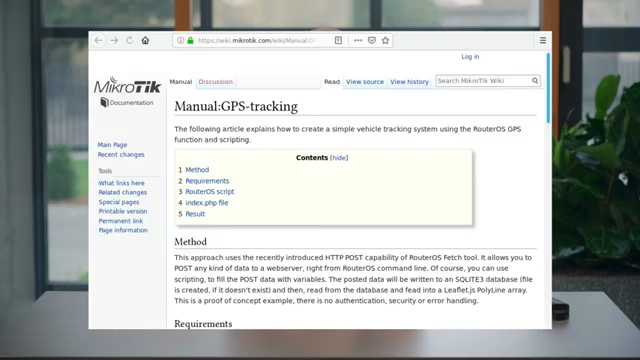 https://wiki.mikrotik.com/wiki/Manual:G
Log in
MikroTik
Documentation
Manual Discussion Read View source View history Search MikroTik Wiki
Manual:GPS-tracking
The following article explains how to create a simple vehicle tracking system using the RouterOS GPS
function and scripting.
Main Page
Recent changes
Tools
What links here
Related changes
Special pages
Printable version
Permanent link
Page information
Contents [hide]
1 Method
2 Requirements
3 RouterOS script
4 index.php file
5 Result
Method
This approach uses the recently introduced HTTP POST capability of RouterOS Fetch tool. It allows you to
POST any kind of data to a webserver, right from RouterOS command line. Of course, you can use
scripting, to fill the POST data with variables. The posted data will be written to an SQLITE3 database (file
is created, if it doesn't exist) and then, read from the database and fead into a Leaflet.js PolyLine array.
This is a proof of concept example, there is no authentication, security or error handling.
Requirements